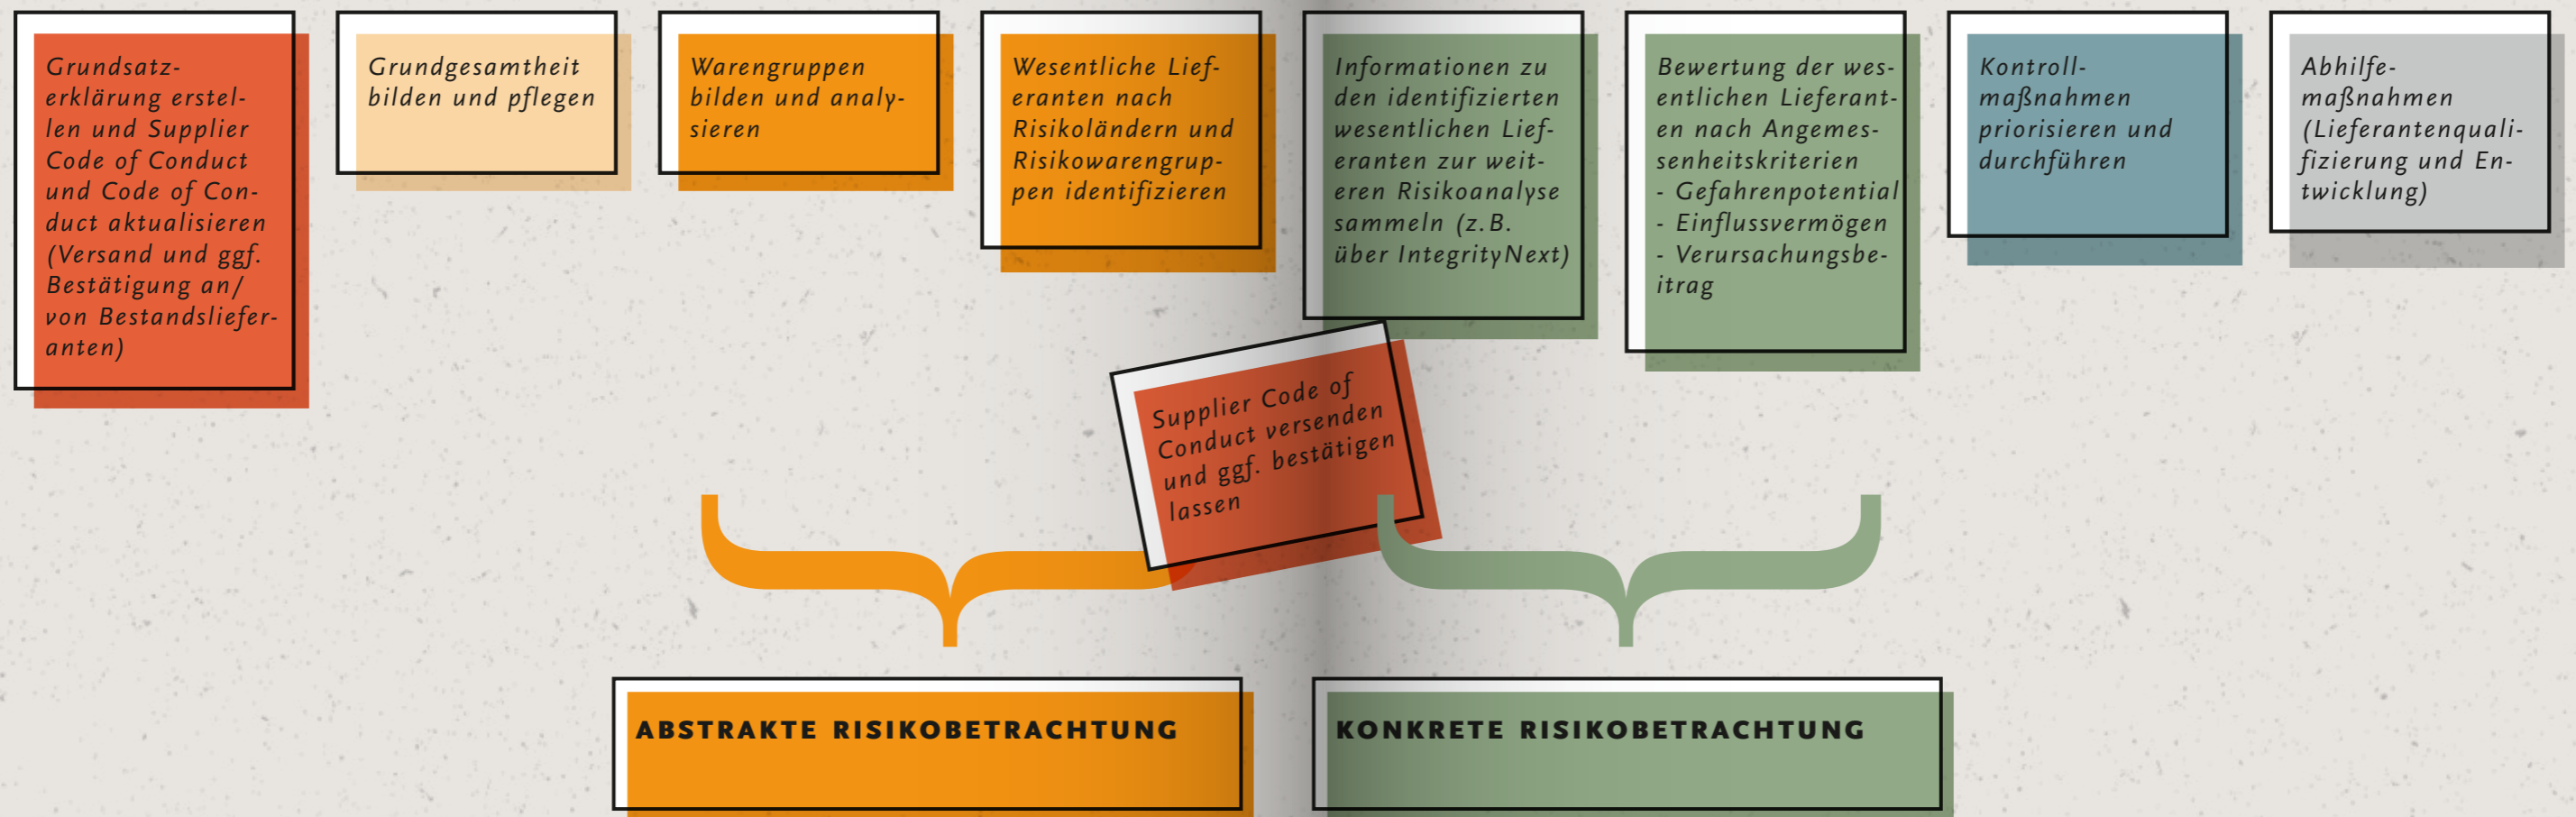 Grundsatz-
erklärung erstel-
len und Supplier
Code of Conduct
und Code of Con-
duct aktualisieren
(Versand und ggf.
Bestätigung an/
von Bestandsliefer-
anten)
Grundgesamtheit
bilden und pflegen
Warengruppen
bilden und analy-
sieren
Wesentliche Lief-
eranten nach
Risikoländern und
Risikowarengrup-
pen identifizieren
Informationen zu
den identifizierten
wesentlichen Lief-
eranten zur weit-
eren Risikoanalyse
sammeln (z.B.
über IntegrityNext)
Bewertung der wes-
entlichen Lieferant-
en nach Angemes-
senheitskriterien
- Gefahrenpotential
- Einflussvermögen
- Verursachungsbe-
itrag
Kontroll-
maßnahmen
priorisieren und
durchführen
Abhilfe-
maßnahmen
(Lieferantenquali-
fizierung und En-
twicklung)
Supplier Code of
Conduct versenden
und ggf. bestätigen
lassen
ABSTRAKTE RISIKOBETRACHTUNG
KONKRETE RISIKOBETRACHTUNG